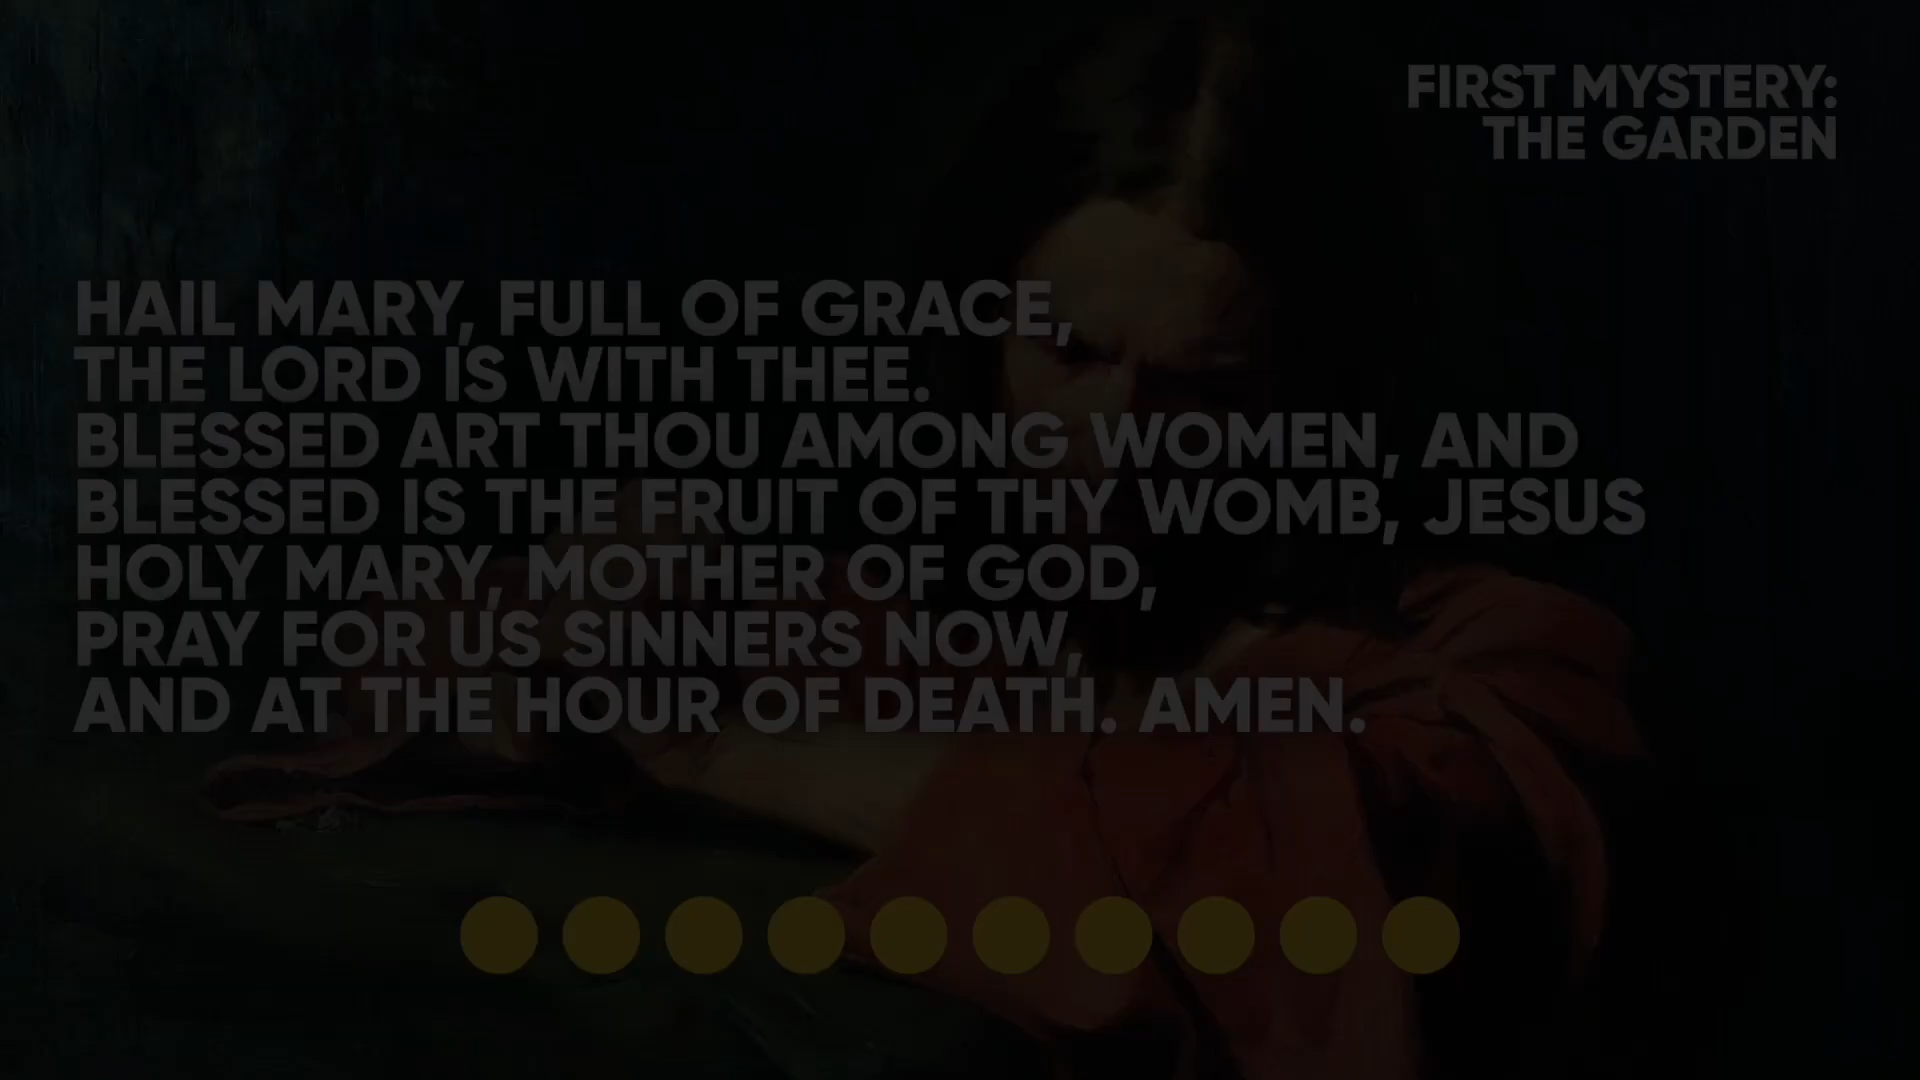 FIRST MYSTERY:
THE GARDEN
HAIL MARY, FULL OF GRACE,
THE LORD IS WITH THEE.
BLESSED ART THOU AMONG WOMEN, AND
BLESSED IS THE FRUIT OF THY WOMB, JESUS
HOLY MARY, MOTHER OF GOD,
PRAY FOR US SINNERS NOW,
AND AT THE HOUR OF DEATH. AMEN.